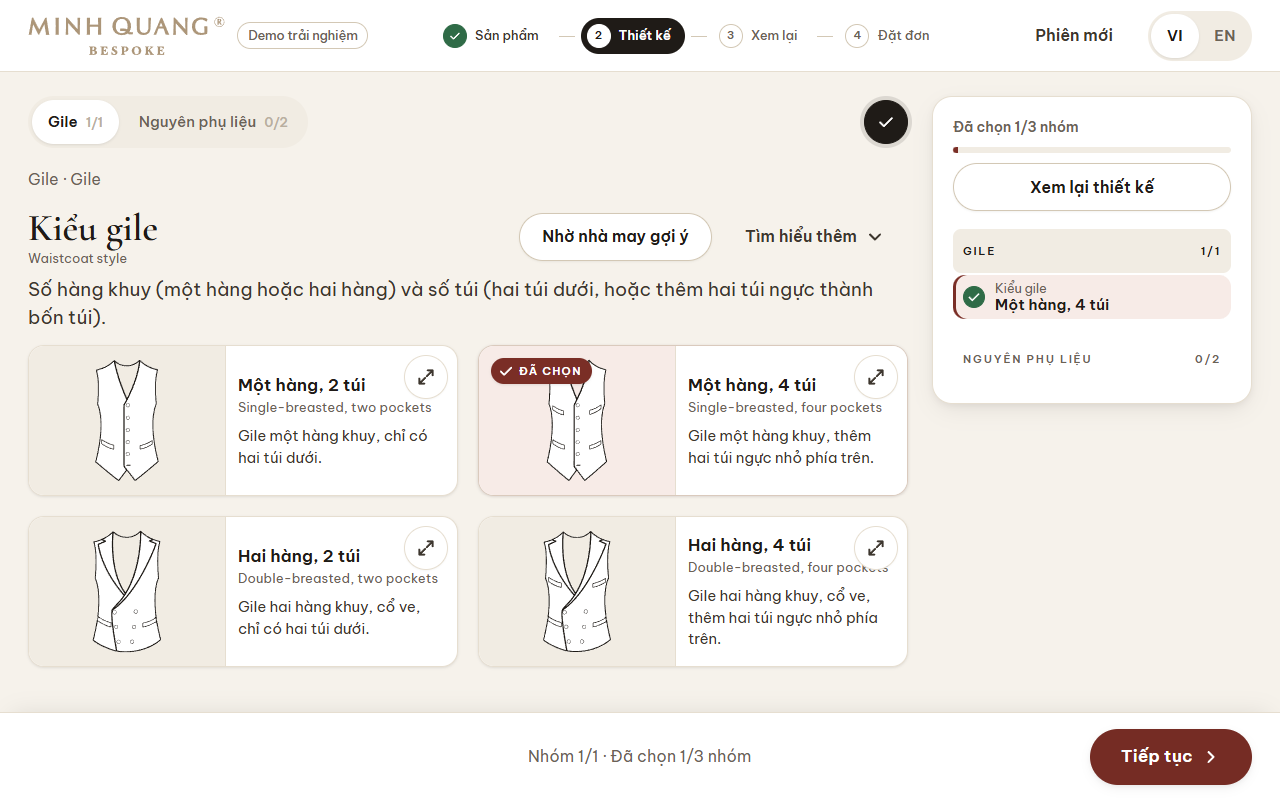 MINH QUANG®
BESPOKE
Demo trải nghiệm
Sản phẩm
2 Thiết kế
3 Xem lại
4 Đặt đơn
Phiên mới
VI EN
Gile 1/1
Nguyên phụ liệu 0/2
Gile · Gile
Kiểu gile
Waistcoat style
Nhờ nhà may gợi ý
Tìm hiểu thêm
Số hàng khuy (một hàng hoặc hai hàng) và số túi (hai túi dưới, hoặc thêm hai túi ngực thành
bốn túi).
Một hàng, 2 túi
Single-breasted, two pockets
Gile một hàng khuy, chỉ có
hai túi dưới.
ĐÃ CHỌN
Một hàng, 4 túi
Single-breasted, four pockets
Gile một hàng khuy, thêm
hai túi ngực nhỏ phía trên.
Hai hàng, 2 túi
Double-breasted, two pockets
Gile hai hàng khuy, cổ ve,
chỉ có hai túi dưới.
Hai hàng, 4 túi
Double-breasted, four pockets
Gile hai hàng khuy, cổ ve,
thêm hai túi ngực nhỏ phía
trên.
Đã chọn 1/3 nhóm
Xem lại thiết kế
GILE 1/1
Kiểu gile
Một hàng, 4 túi
NGUYÊN PHỤ LIỆU 0/2
Nhóm 1/1 · Đã chọn 1/3 nhóm
Tiếp tục